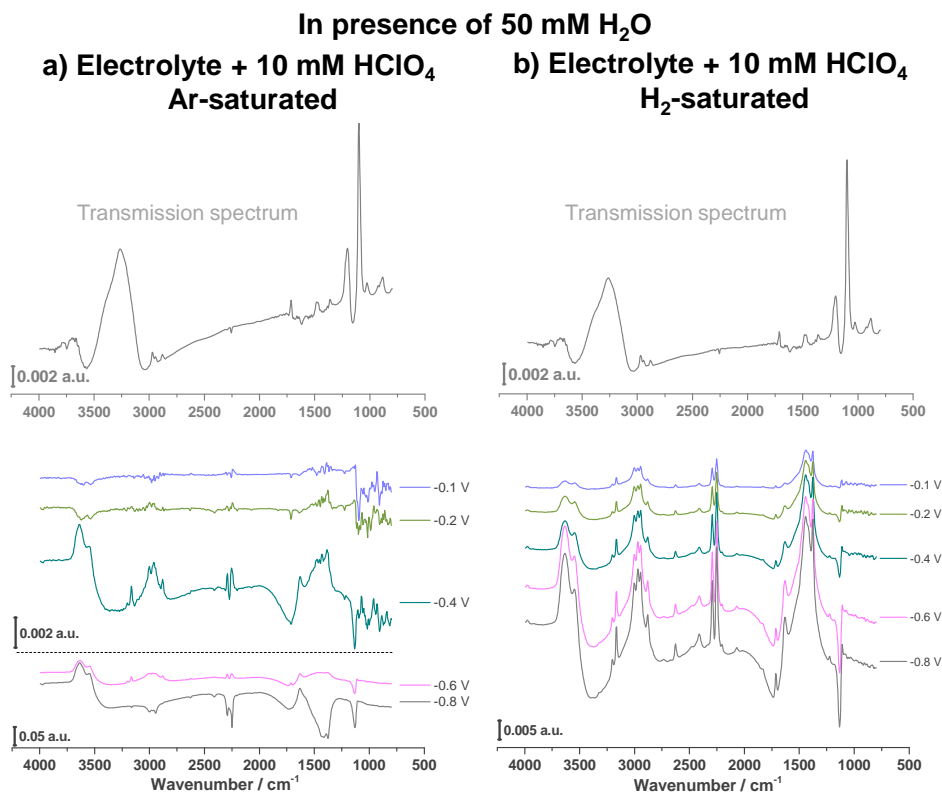 In presence of 50 mM H₂O
a) Electrolyte + 10 mM HClO₄
Ar-saturated
b) Electrolyte + 10 mM HClO₄
H₂-saturated
Transmission spectrum
0.002 a.u.
4000 3500 3000 2500 2000 1500 1000 500
Transmission spectrum
0.002 a.u.
4000 3500 3000 2500 2000 1500 1000 500
-0.1 V
-0.2 V
-0.4 V
0.002 a.u.
-0.6 V
-0.8 V
0.05 a.u.
4000 3500 3000 2500 2000 1500 1000 500
Wavenumber / cm⁻¹
-0.1 V
-0.2 V
-0.4 V
-0.6 V
-0.8 V
0.005 a.u.
4000 3500 3000 2500 2000 1500 1000 500
Wavenumber / cm⁻¹